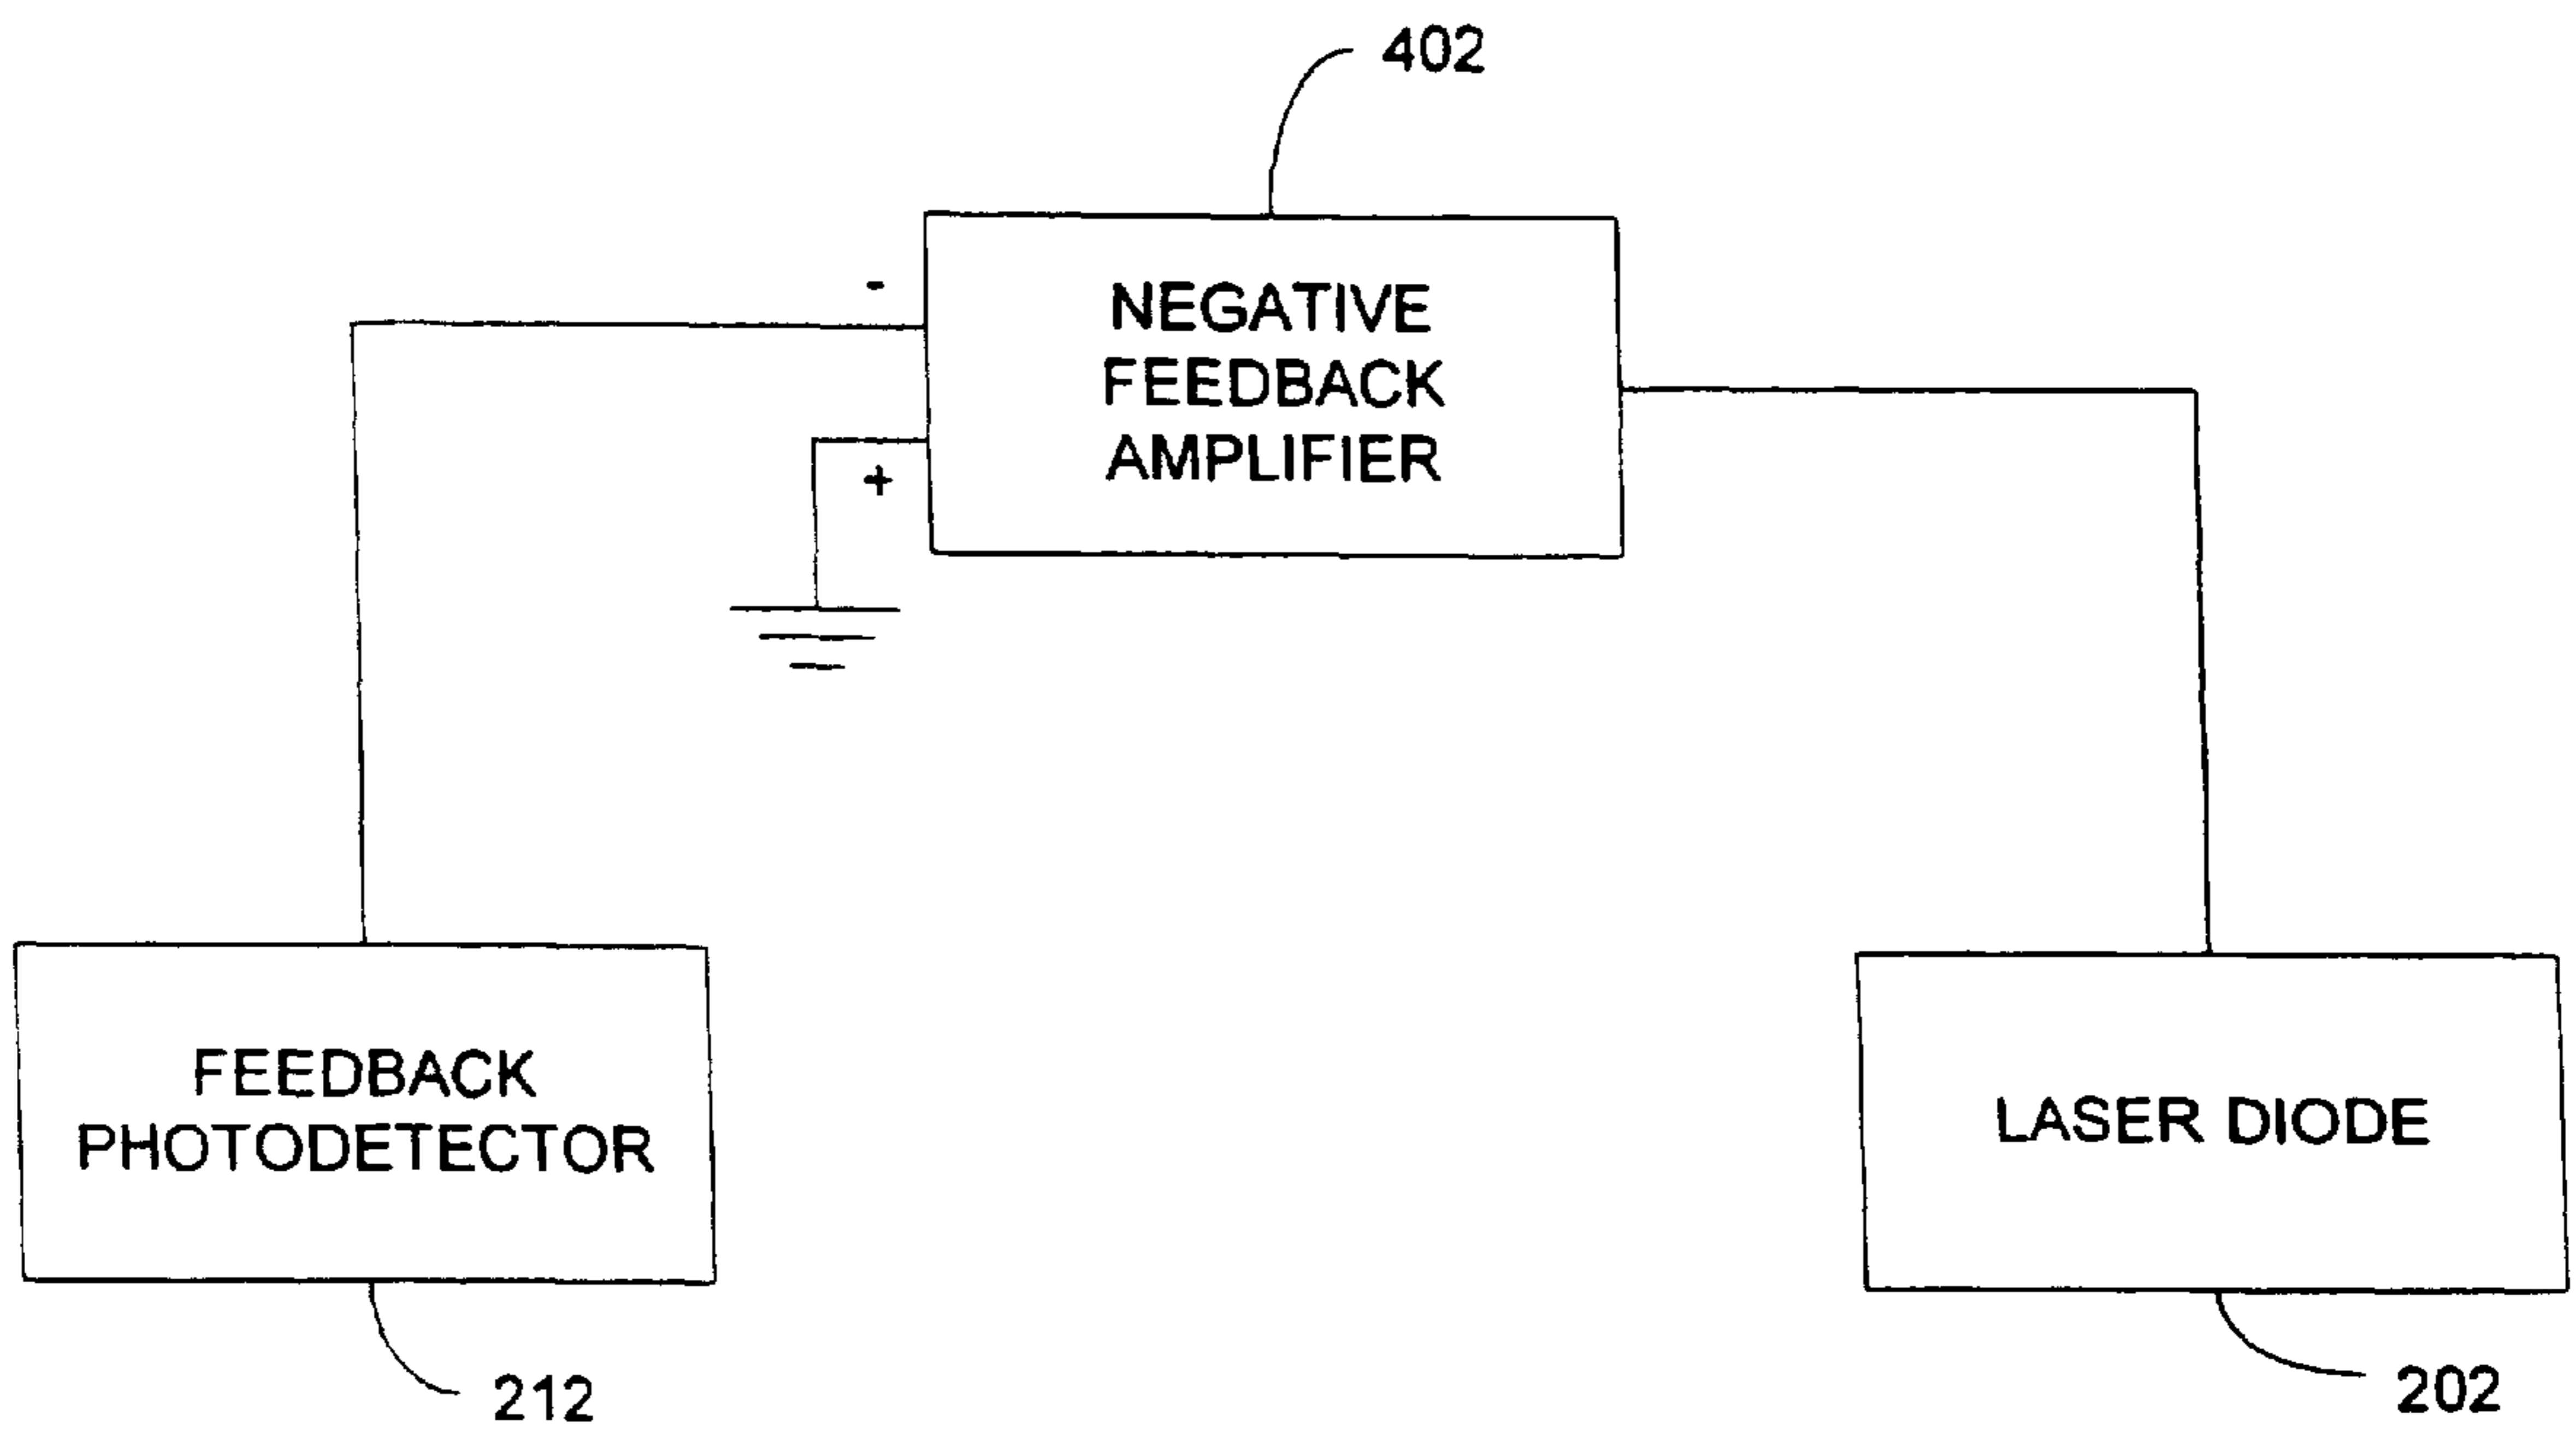 402
-
NEGATIVE
FEEDBACK
AMPLIFIER
+
FEEDBACK
PHOTODETECTOR
LASER DIODE
212
202